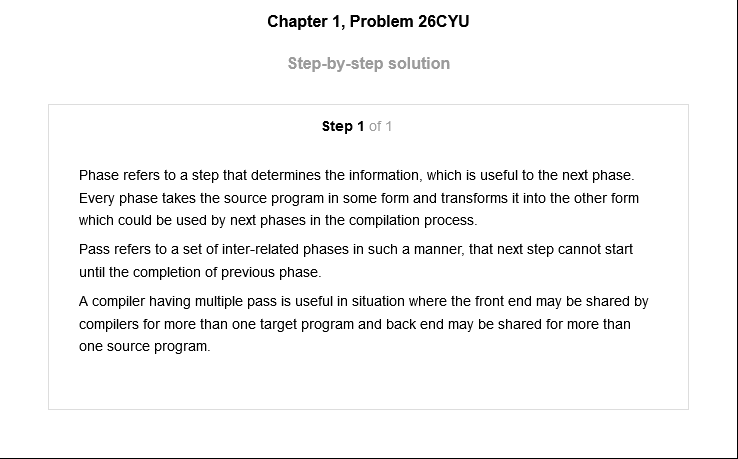 Chapter 1, Problem 26CYU
Step-by-step solution
Step 1 of 1
Phase refers to a step that determines the information, which is useful to the next phase.
Every phase takes the source program in some form and transforms it into the other form
which could be used by next phases in the compilation process.
Pass refers to a set of inter-related phases in such a manner, that next step cannot start
until the completion of previous phase.
A compiler having multiple pass is useful in situation where the front end may be shared by
compilers for more than one target program and back end may be shared for more than
one source program.